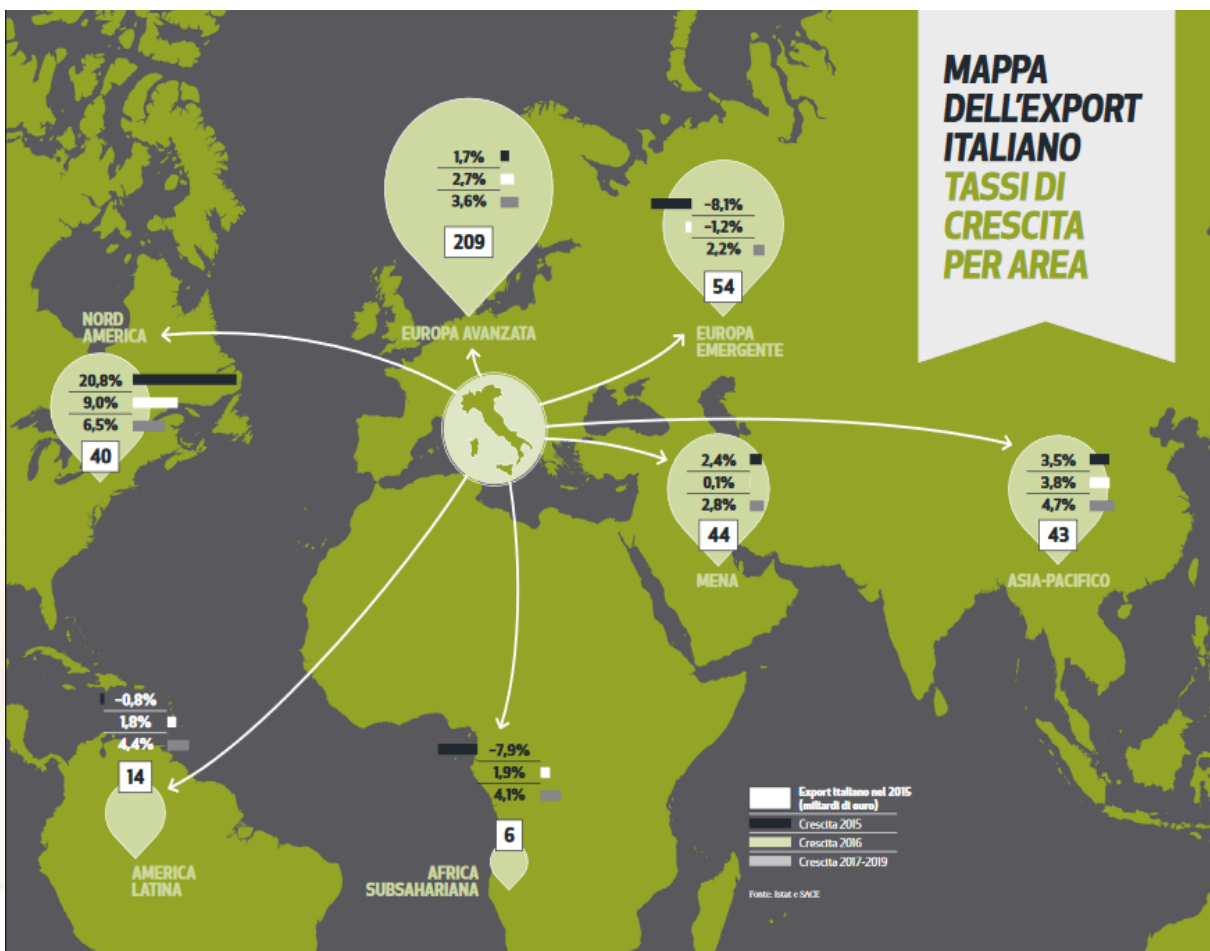 MAPPA
DELL'EXPORT
ITALIANO
TASSI DI
CRESCITA
PER AREA
1,7%
2,7%
3,6%
209
EUROPA AVANZATA
-8,1%
-1,2%
2,2%
54
EUROPA
EMERGENTE
NORD
AMERICA
20,8%
9,0%
6,5%
40
2,4%
0,1%
2,8%
44
MENA
3,5%
3,8%
4,7%
43
ASIA-PACIFICO
-0,8%
1,8%
4,4%
14
AMERICA
LATINA
-7,9%
1,9%
4,1%
6
AFRICA
SUBSAHARIANA
Export Italiano nel 2015
(miliardi di euro)
Crescita 2015
Crescita 2016
Crescita 2017-2019
Fonte: Istat e SACE